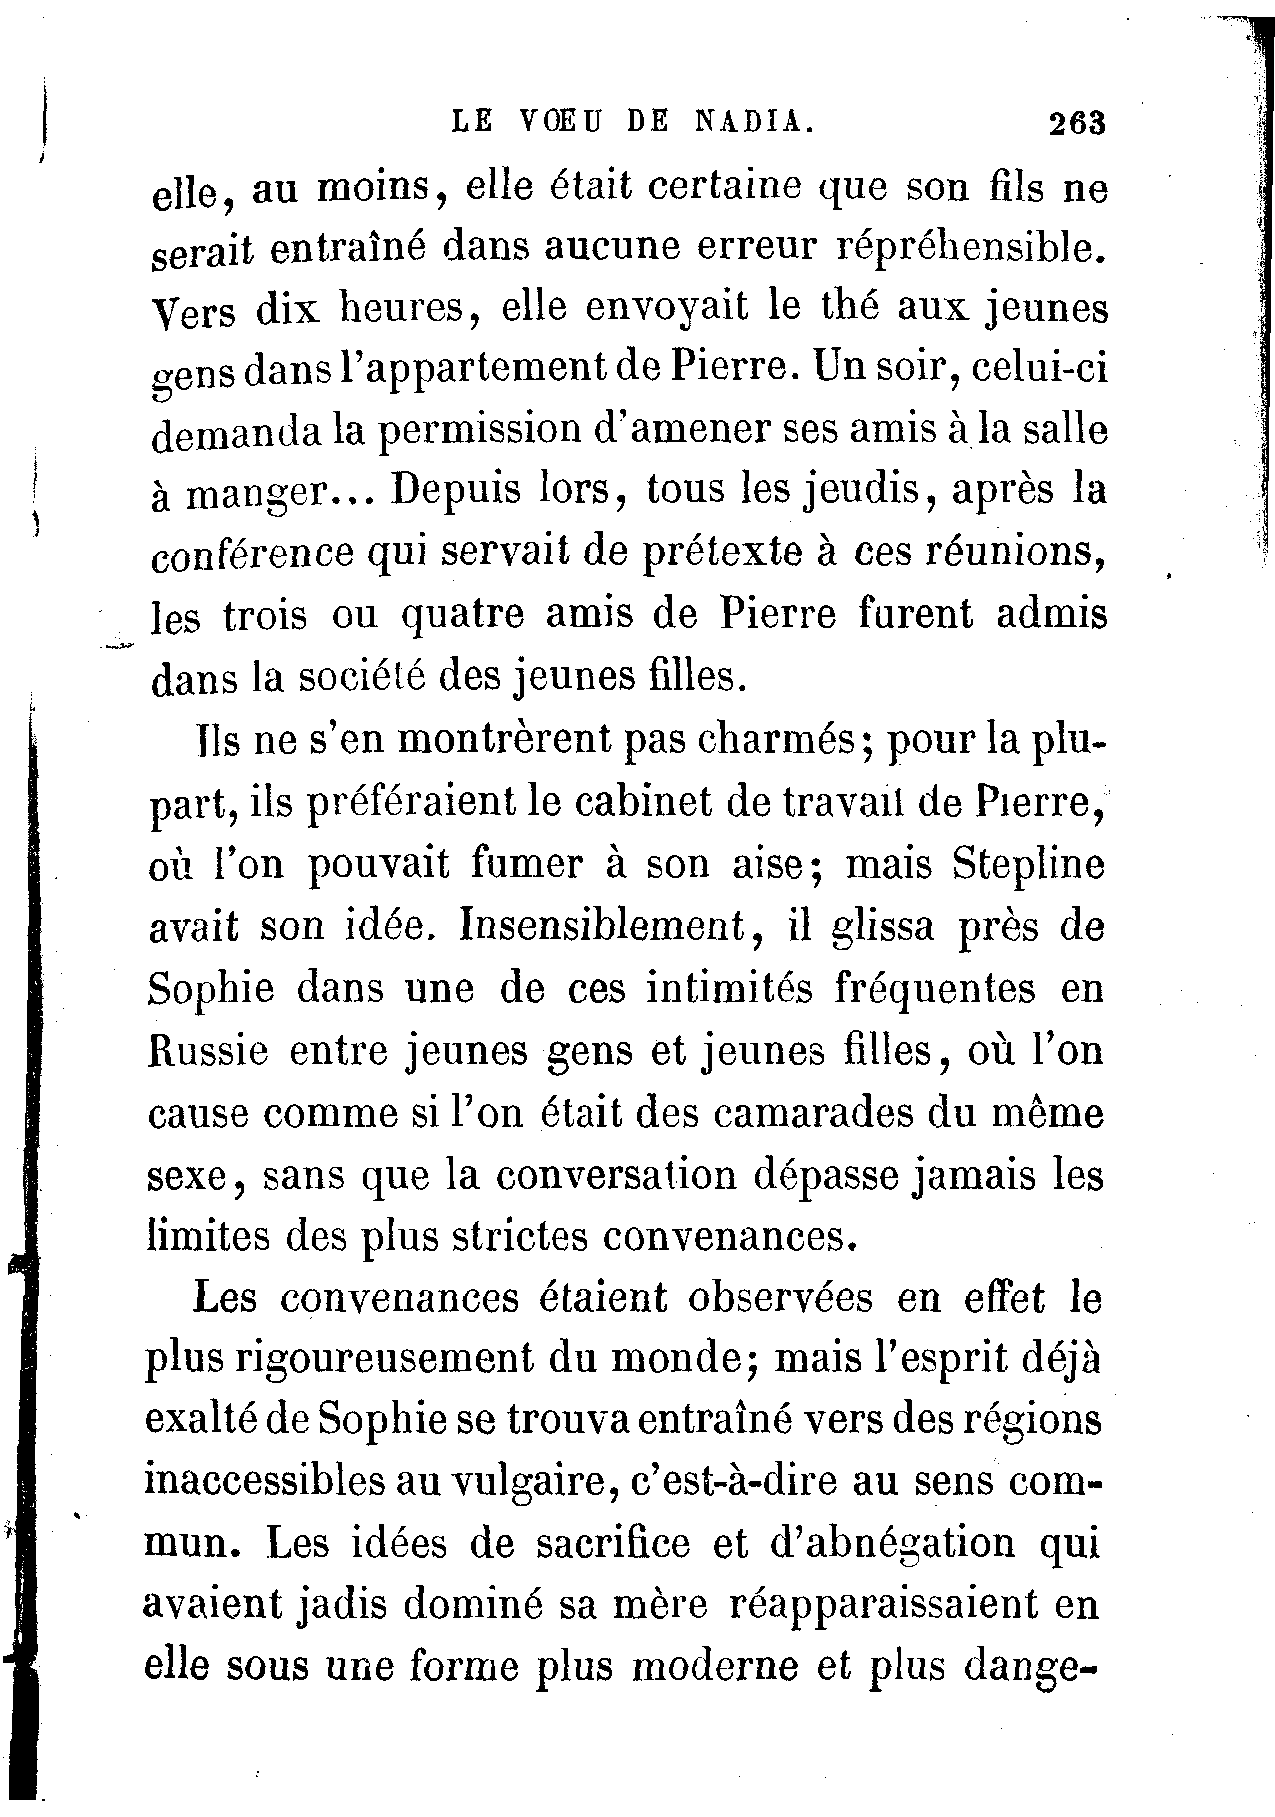 LE VŒU DE NADIA. 263
elle, au moins, elle était certaine que son fils ne
serait entraîné dans aucune erreur répréhensible.
Vers dix heures, elle envoyait le thé aux jeunes
gens dans l'appartement de Pierre. Un soir, celui-ci
demanda la permission d'amener ses amis à la salle
à manger... Depuis lors, tous les jeudis, après la
conférence qui servait de prétexte à ces réunions,
les trois ou quatre amis de Pierre furent admis
dans la société des jeunes filles.
Ils ne s'en montrèrent pas charmés; pour la plu-
part, ils préféraient le cabinet de travail de Pierre,
où l'on pouvait fumer à son aise; mais Stepline
avait son idée. Insensiblement, il glissa près de
Sophie dans une de ces intimités fréquentes en
Russie entre jeunes gens et jeunes filles, où l'on
cause comme si l'on était des camarades du même
sexe, sans que la conversation dépasse jamais les
limites des plus strictes convenances.
Les convenances étaient observées en effet le
plus rigoureusement du monde; mais l'esprit déjà
exalté de Sophie se trouva entraîné vers des régions
inaccessibles au vulgaire, c'est-à-dire au sens com-
mun. Les idées de sacrifice et d'abnégation qui
avaient jadis dominé sa mère réapparaissaient en
elle sous une forme plus moderne et plus dange-